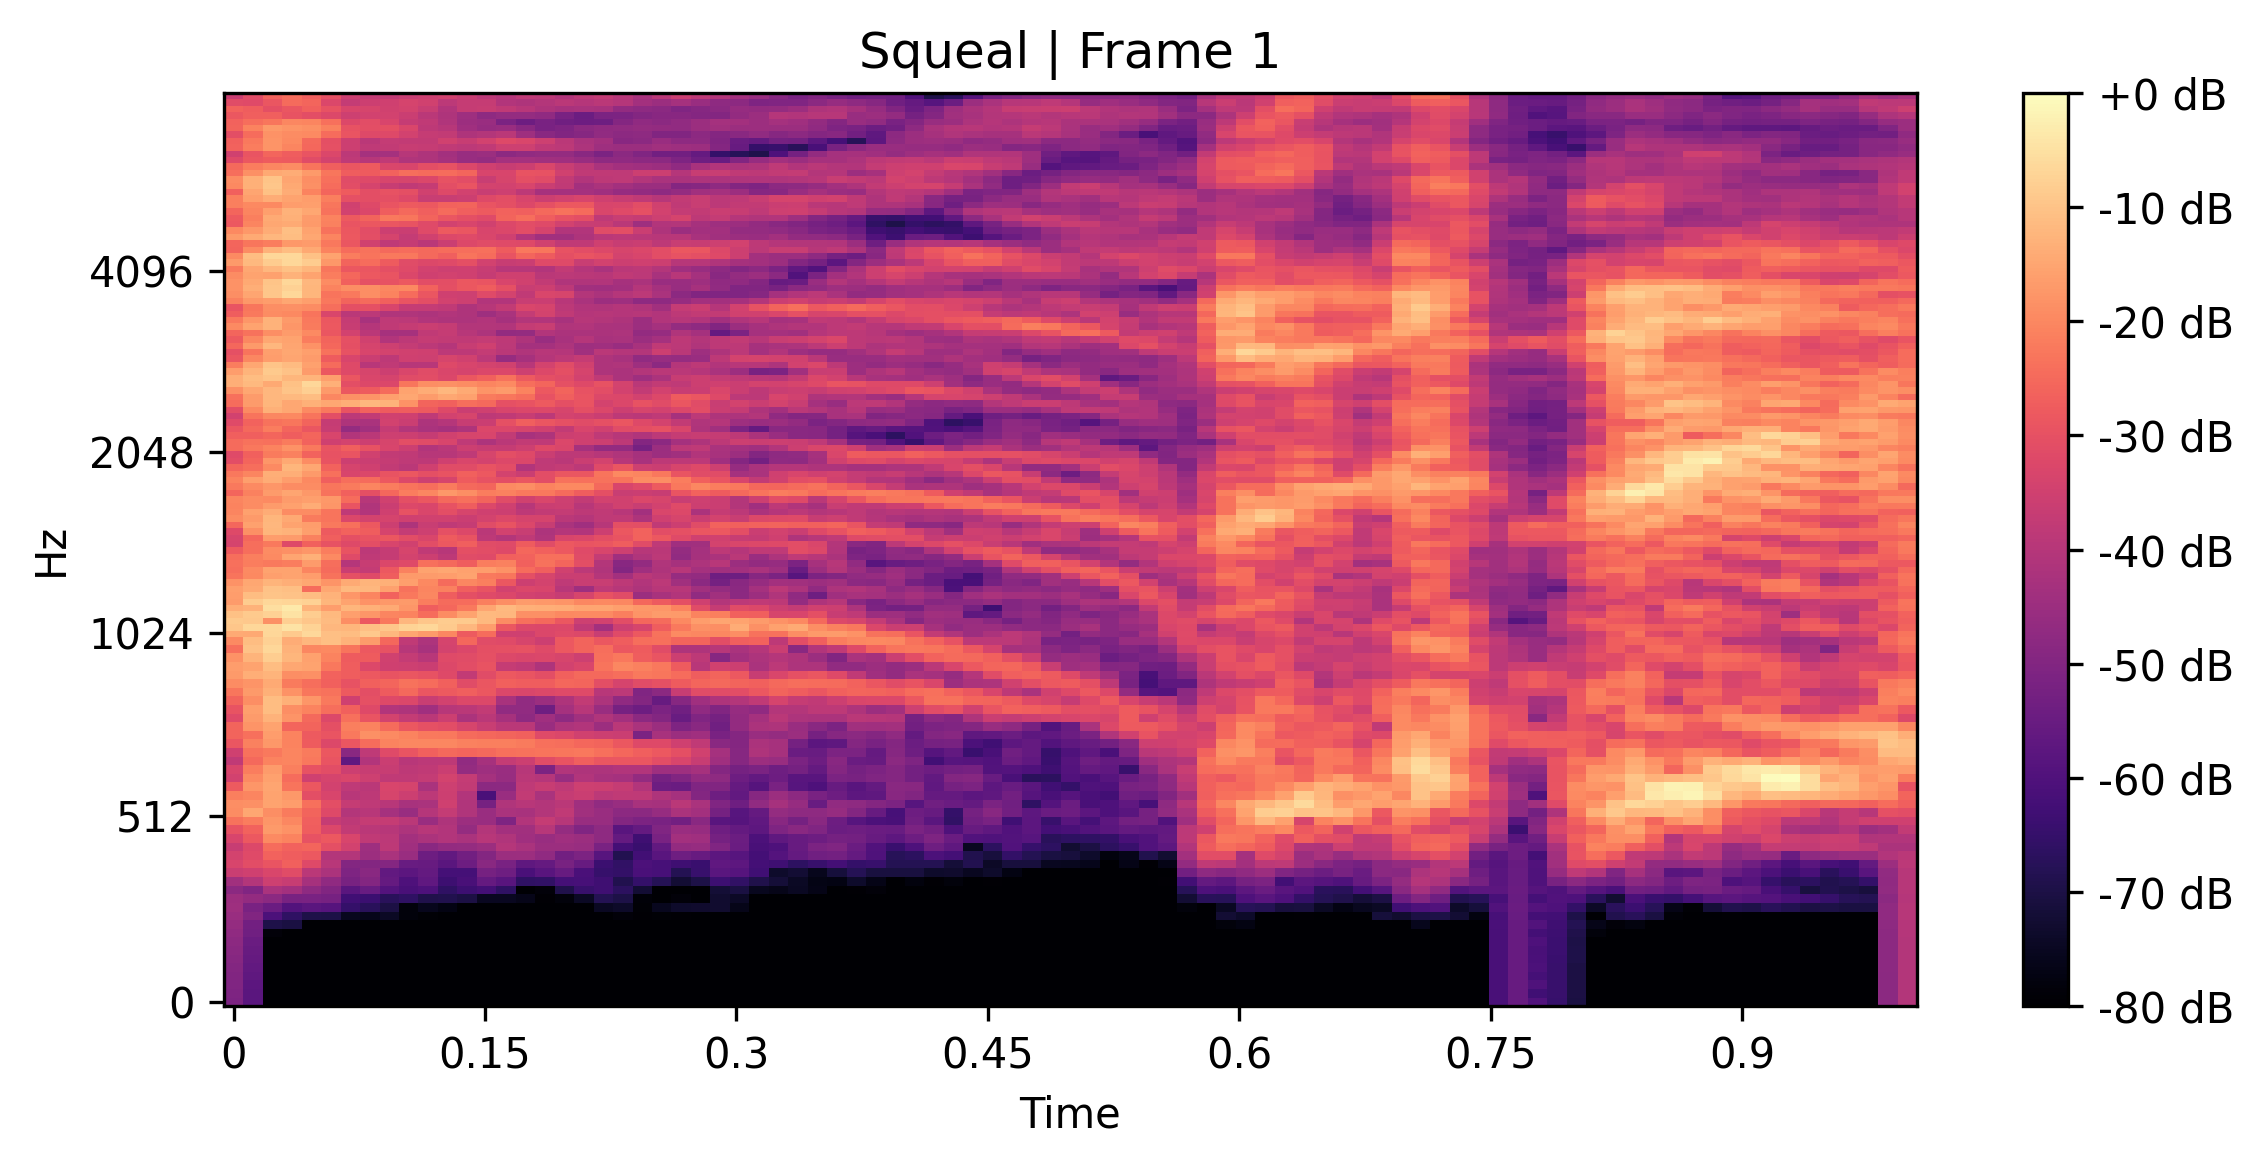 Squeal | Frame 1
Hz
4096
2048
1024
512
0
0 0.15 0.3 0.45 0.6 0.75 0.9
Time
+0 dB
-10 dB
-20 dB
-30 dB
-40 dB
-50 dB
-60 dB
-70 dB
-80 dB